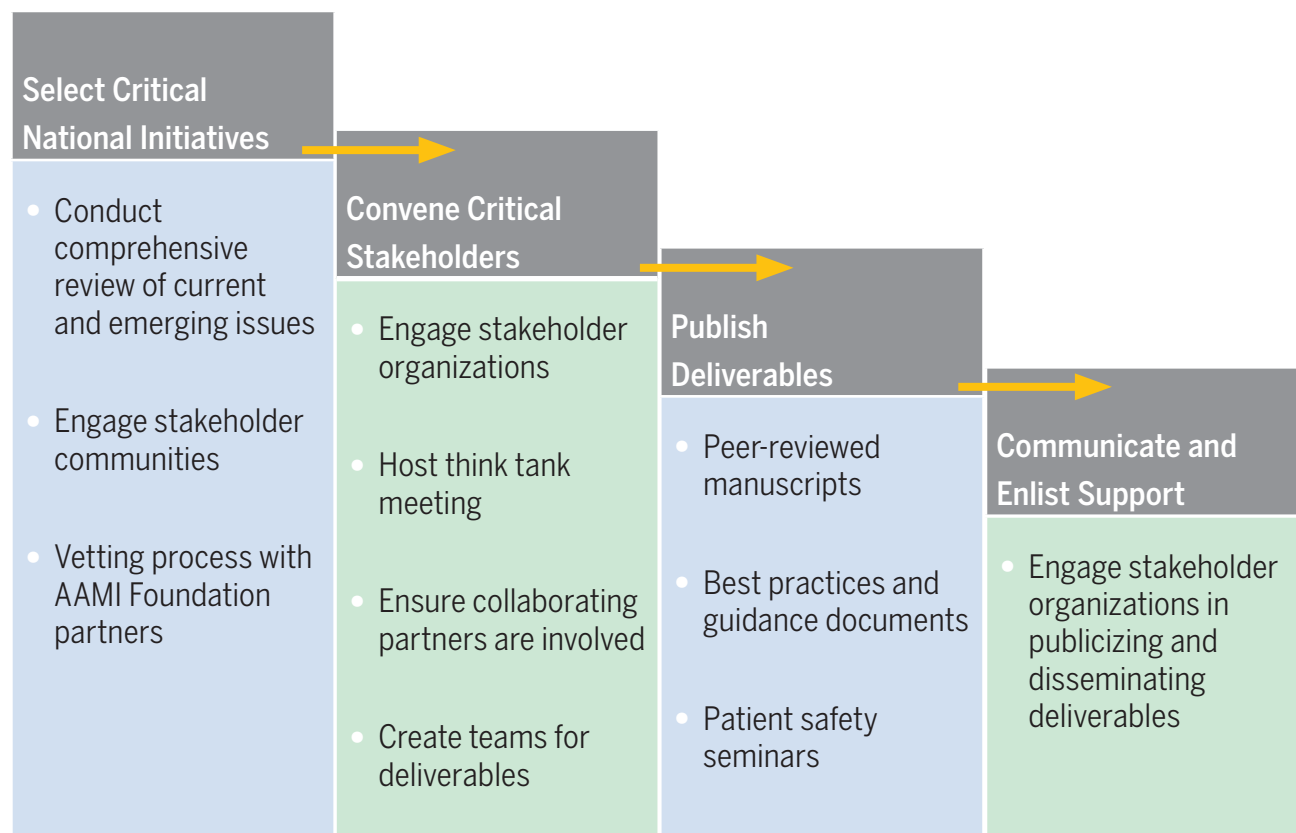 Select Critical
National Initiatives
Conduct
comprehensive
review of current
and emerging issues
Engage stakeholder
communities
Vetting process with
AAMI Foundation
partners
Convene Critical
Stakeholders
Engage stakeholder
organizations
Host think tank
meeting
Ensure collaborating
partners are involved
Create teams for
deliverables
Publish
Deliverables
Peer-reviewed
manuscripts
Best practices and
guidance documents
Patient safety
seminars
Communicate and
Enlist Support
Engage stakeholder
organizations in
publicizing and
disseminating
deliverables